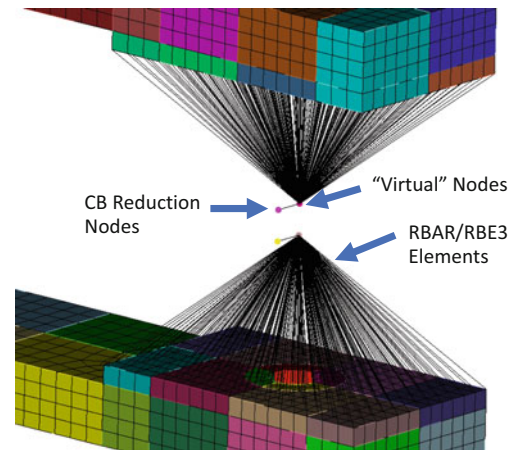 “Virtual” Nodes
CB Reduction
Nodes
RBAR/RBE3
Elements